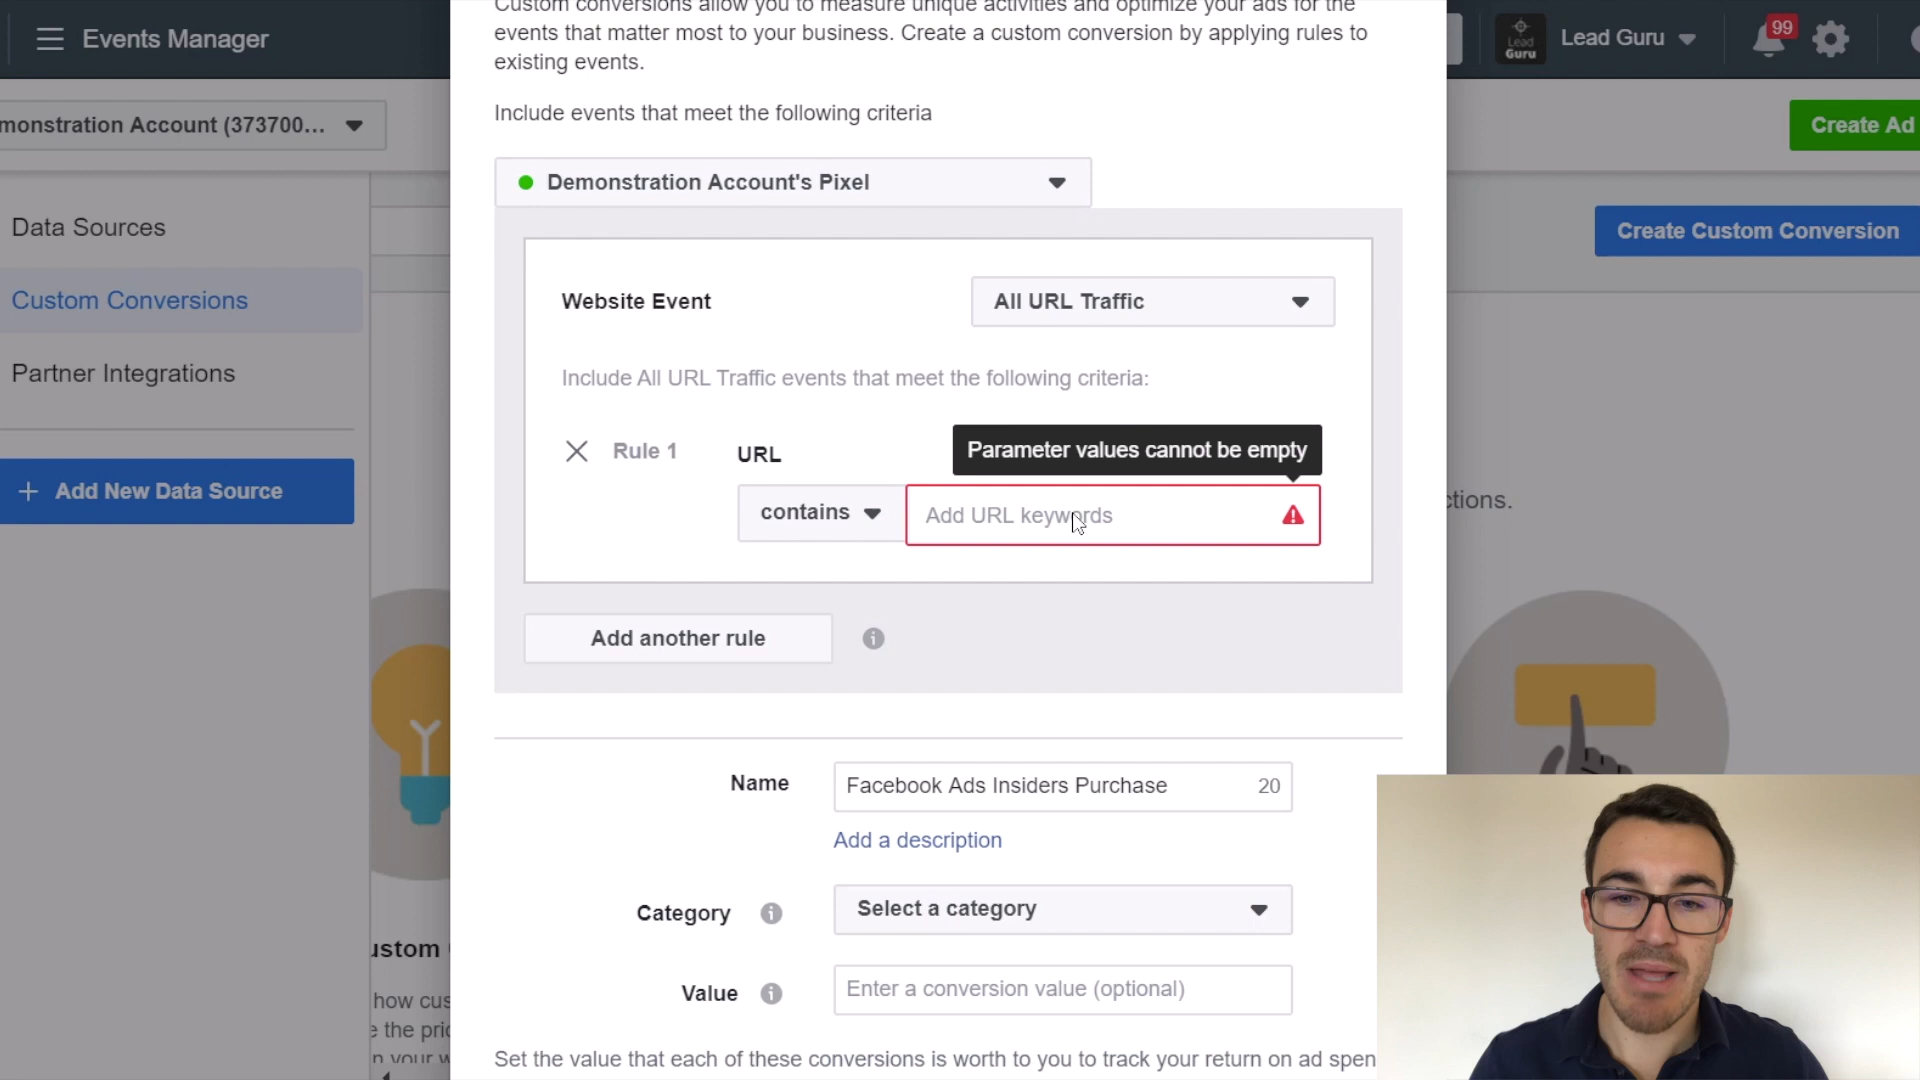 Custom conversions allow you to measure unique activities and optimize your ads for the
events that matter most to your business. Create a custom conversion by applying rules to
existing events.
Events Manager
Lead Guru
Lead Guru
99
Include events that meet the following criteria
monstration Account (373700...
Create Ad
Demonstration Account's Pixel
Data Sources
Create Custom Conversion
Website Event
All URL Traffic
Custom Conversions
Partner Integrations
Include All URL Traffic events that meet the following criteria:
Rule 1
URL
Parameter values cannot be empty
+ Add New Data Source
contains
Add URL keywords
ctions.
Add another rule
Name
Facebook Ads Insiders Purchase
20
Add a description
Category
Select a category
ustom
Value
Enter a conversion value (optional)
how cus
e the pric
n your w
Set the value that each of these conversions is worth to you to track your return on ad spen